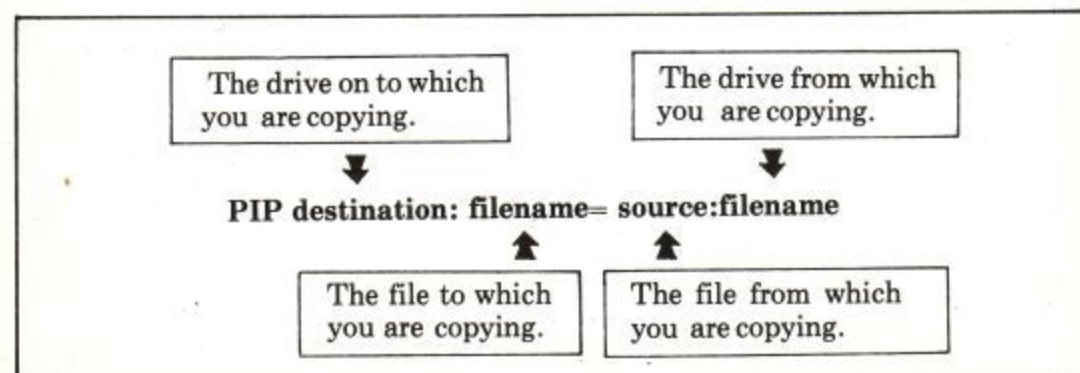 The drive on to which
you are copying.
The drive from which
you are copying.
PIP destination: filename= source:filename
The file to which
you are copying.
The file from which
you are copying.